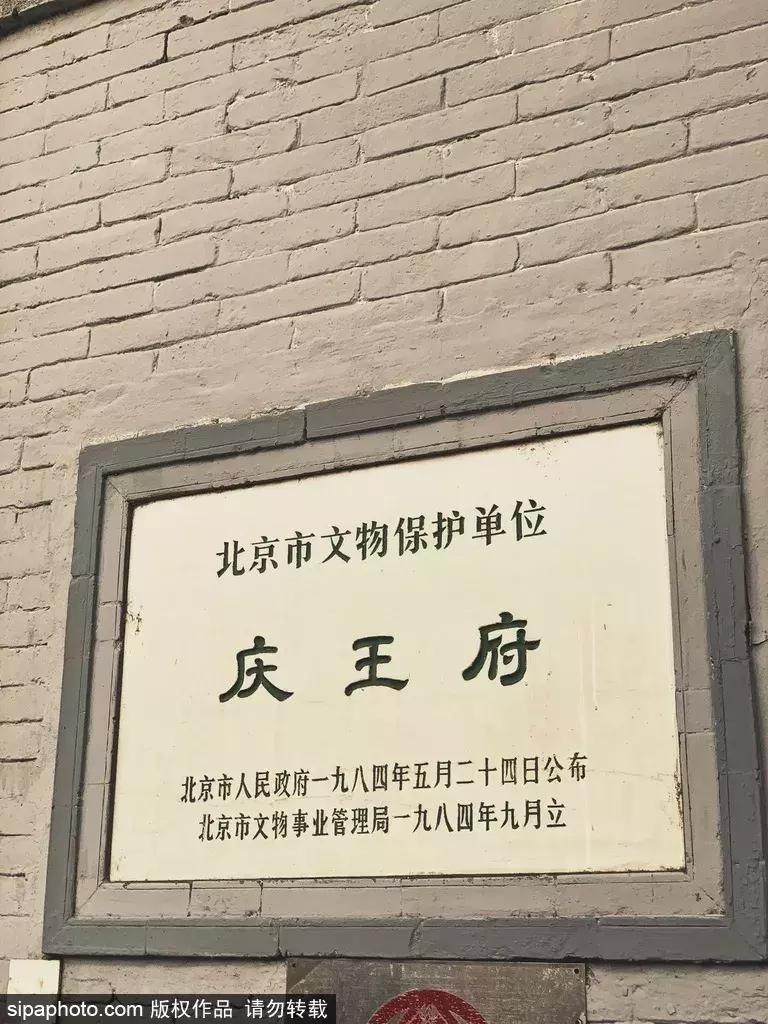 北京市文物保护单位
庆王府
北京市人民政府一九八四年五月二十四日公布
北京市文物事业管理局一九八四年九月立
sipaphoto.com 版权作品 请勿转载